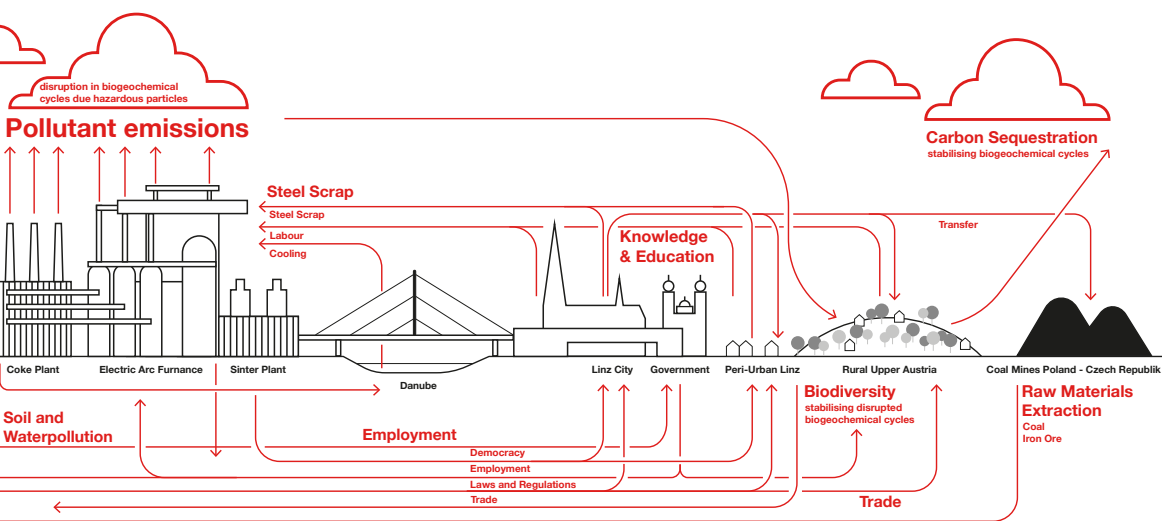 disruption in biogeochemical
cycles due hazardous particles
Pollutant emissions
Carbon Sequestration
stabilising biogeochemical cycles
Steel Scrap
Steel Scrap
Labour
Cooling
Knowledge
& Education
Transfer
Coke Plant
Electric Arc Furnance
Sinter Plant
Danube
Linz City
Government
Peri-Urban Linz
Rural Upper Austria
Coal Mines Poland - Czech Republik
Soil and
Waterpollution
Employment
Democracy
Employment
Laws and Regulations
Trade
Biodiversity
stabilising disrupted
biogeochemical cycles
Trade
Raw Materials
Extraction
Coal
Iron Ore